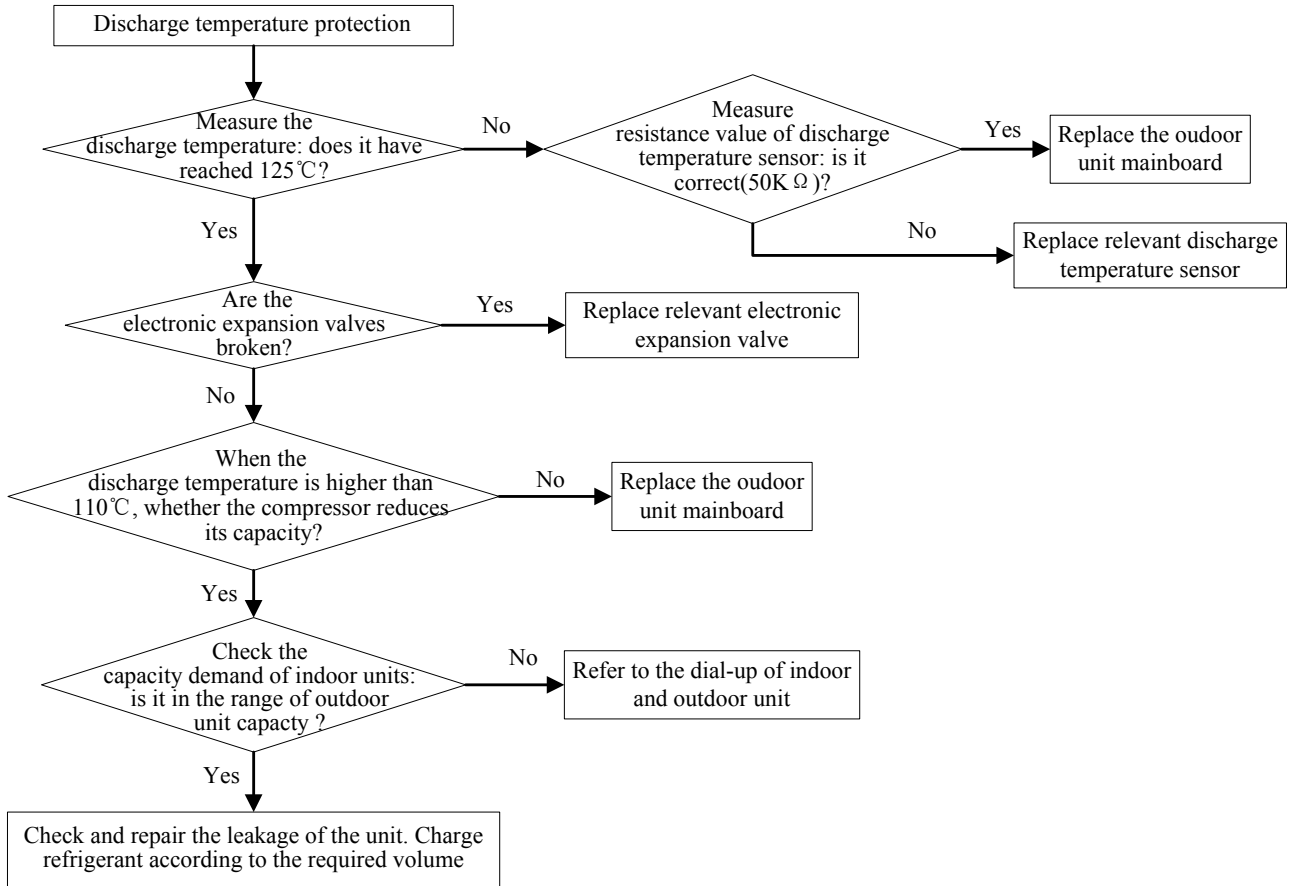 Discharge temperature protection
Measure the
discharge temperature: does it have
reached 125℃?
No
Measure
resistance value of discharge
temperature sensor: is it
correct(50K Ω)?
Yes
Replace the oudoor
unit mainboard
No
Replace relevant discharge
temperature sensor
Yes
Are the
electronic expansion valves
broken?
Yes
Replace relevant electronic
expansion valve
No
When the
discharge temperature is higher than
110℃, whether the compressor reduces
its capacity?
No
Replace the oudoor
unit mainboard
Yes
Check the
capacity demand of indoor units:
is it in the range of outdoor
unit capacty ?
No
Refer to the dial-up of indoor
and outdoor unit
Yes
Check and repair the leakage of the unit. Charge
refrigerant according to the required volume